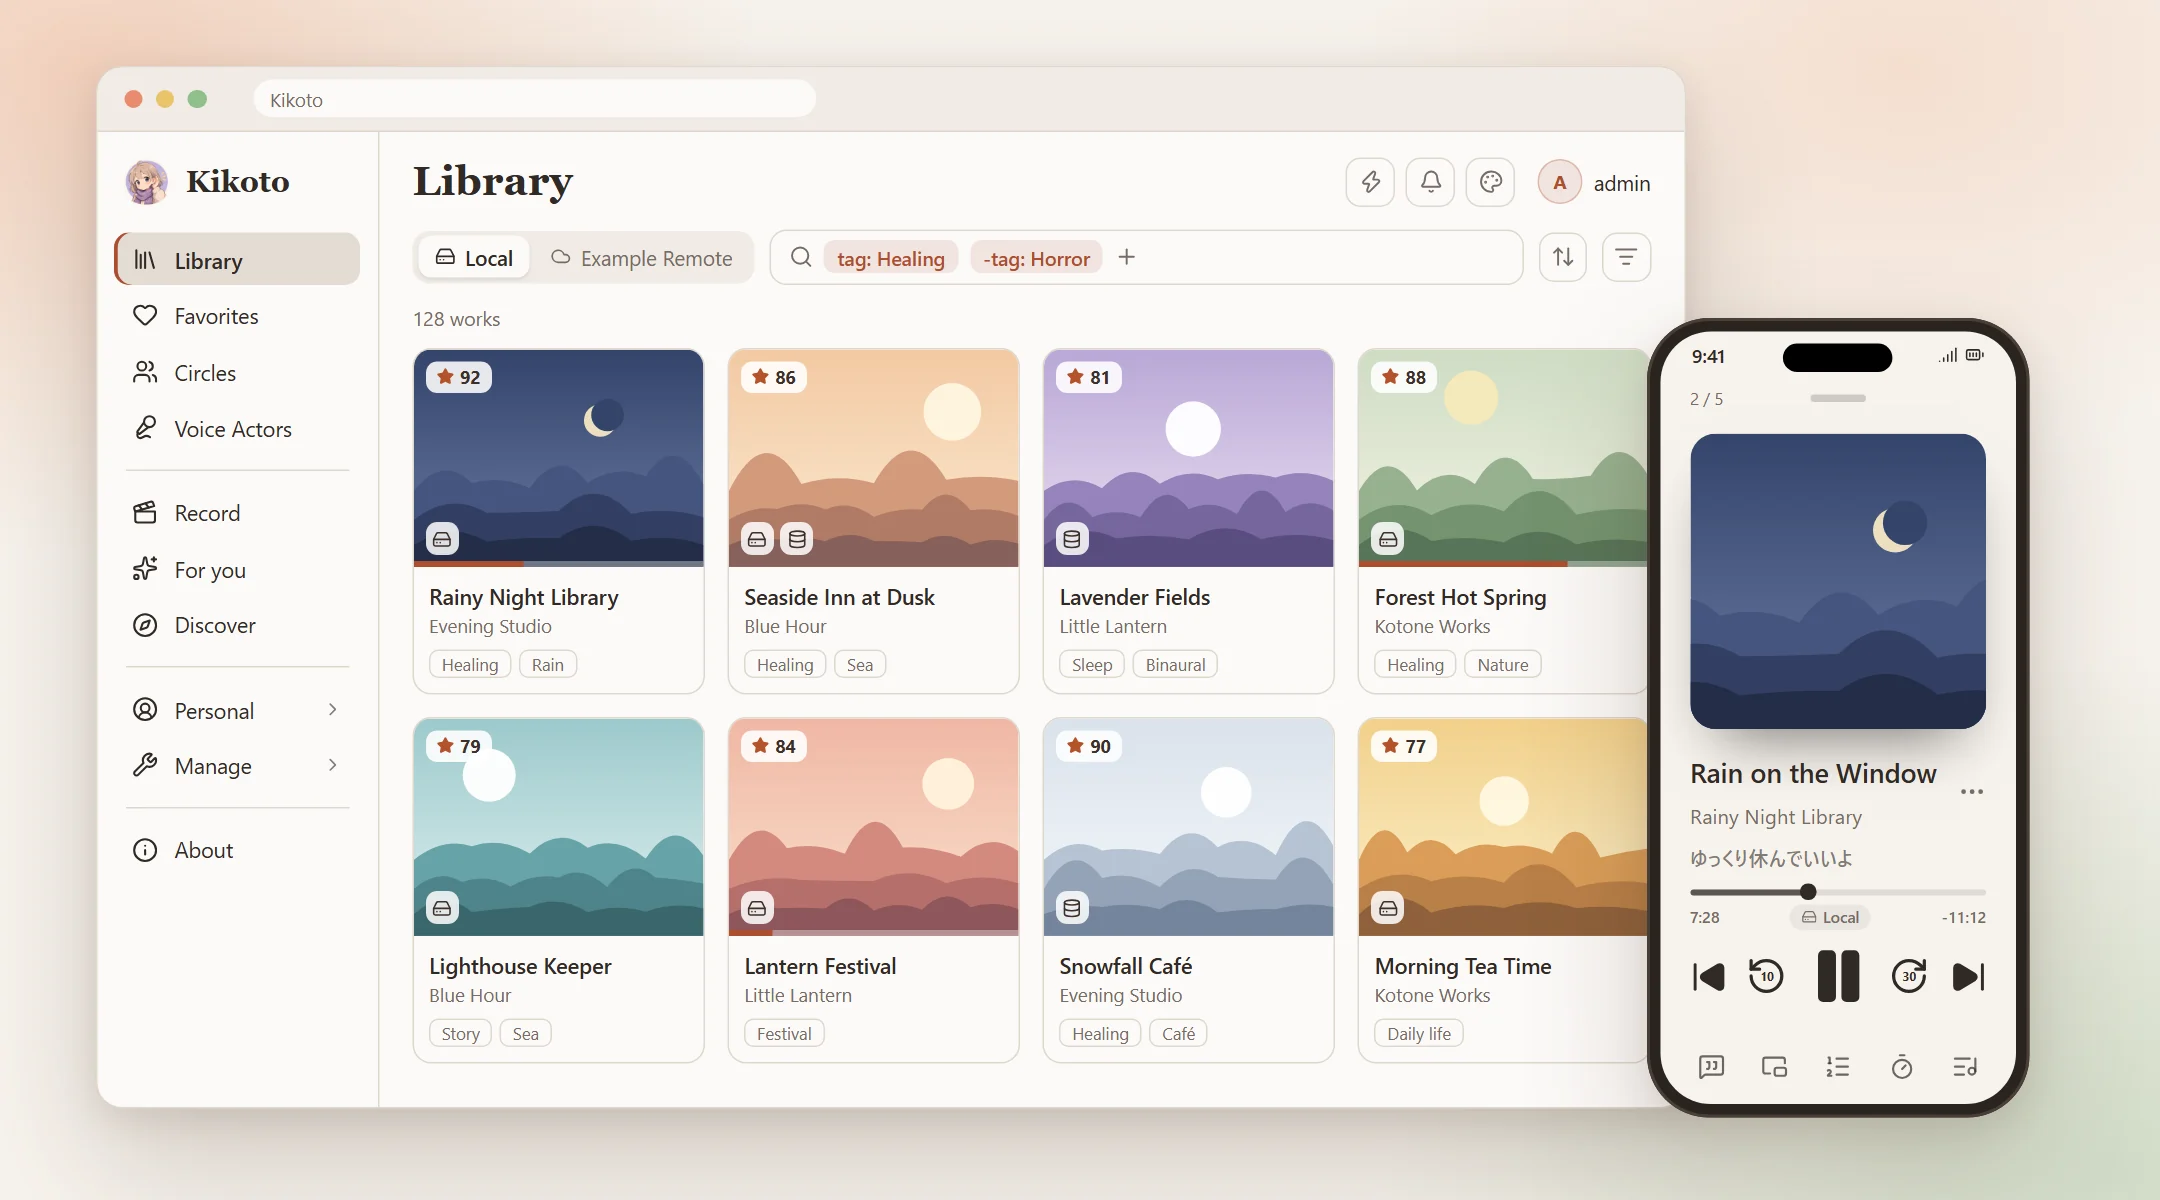 Kikoto
Kikoto
Library
Favorites
Circles
Voice Actors
Record
For you
Discover
Personal
Manage
About
Library
A admin
Local Example Remote tag: Healing -tag: Horror
128 works
92
Rainy Night Library
Evening Studio
Healing Rain
86
Seaside Inn at Dusk
Blue Hour
Healing Sea
81
Lavender Fields
Little Lantern
Sleep Binaural
88
Forest Hot Spring
Kotone Works
Healing Nature
79
Lighthouse Keeper
Blue Hour
Story Sea
84
Lantern Festival
Little Lantern
Festival
90
Snowfall Café
Evening Studio
Healing Café
77
Morning Tea Time
Kotone Works
Daily life
9:41
2 / 5
Rain on the Window
Rainy Night Library
ゆっくり休んでいいよ
7:28 Local -11:12
10 30